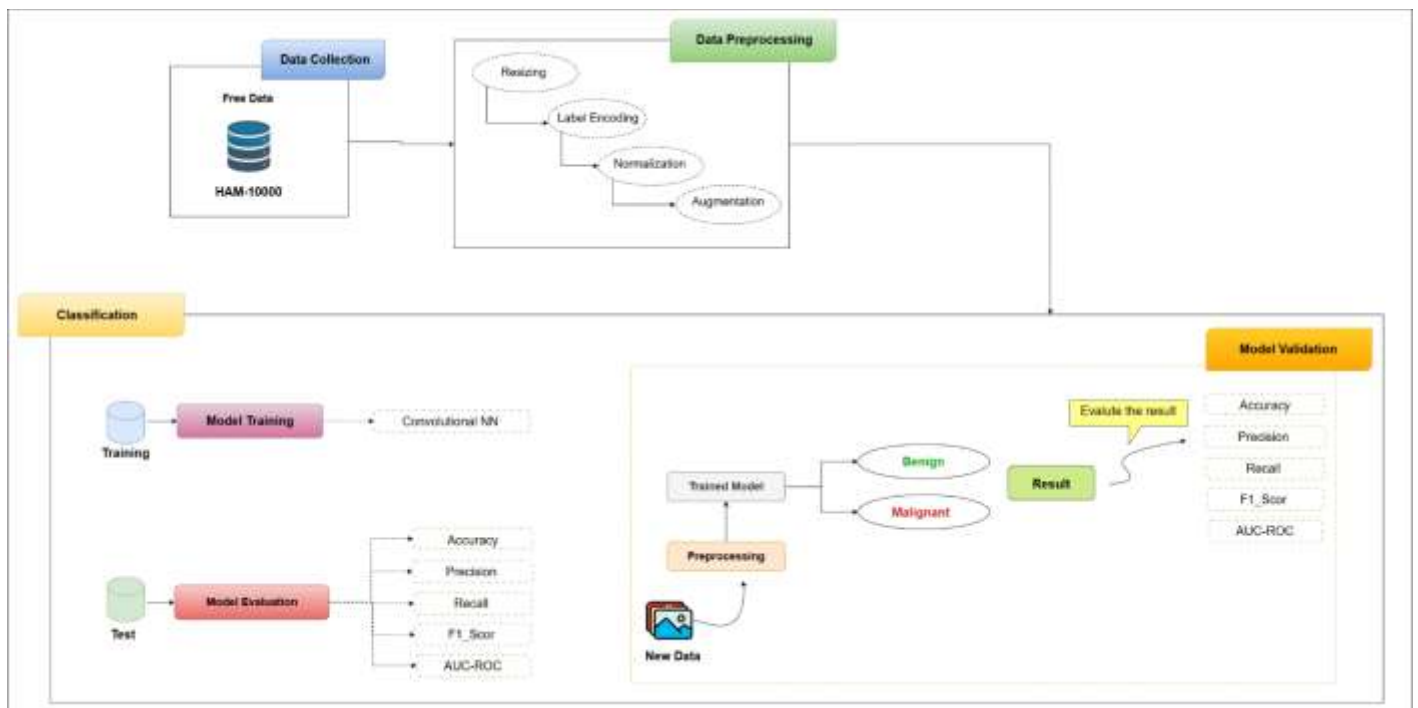 Data Collection
Free Data
HAM-10000
Data Preprocessing
Resizing
Label Encoding
Normalization
Augmentation
Classification
Training
Model Training
Convolutional NN
Test
Model Evaluation
Accuracy
Precision
Recall
F1_Scor
AUC-ROC
Model Validation
New Data
Preprocessing
Trained Model
Benign
Malignant
Result
Evalute the result
Accuracy
Precision
Recall
F1_Scor
AUC-ROC